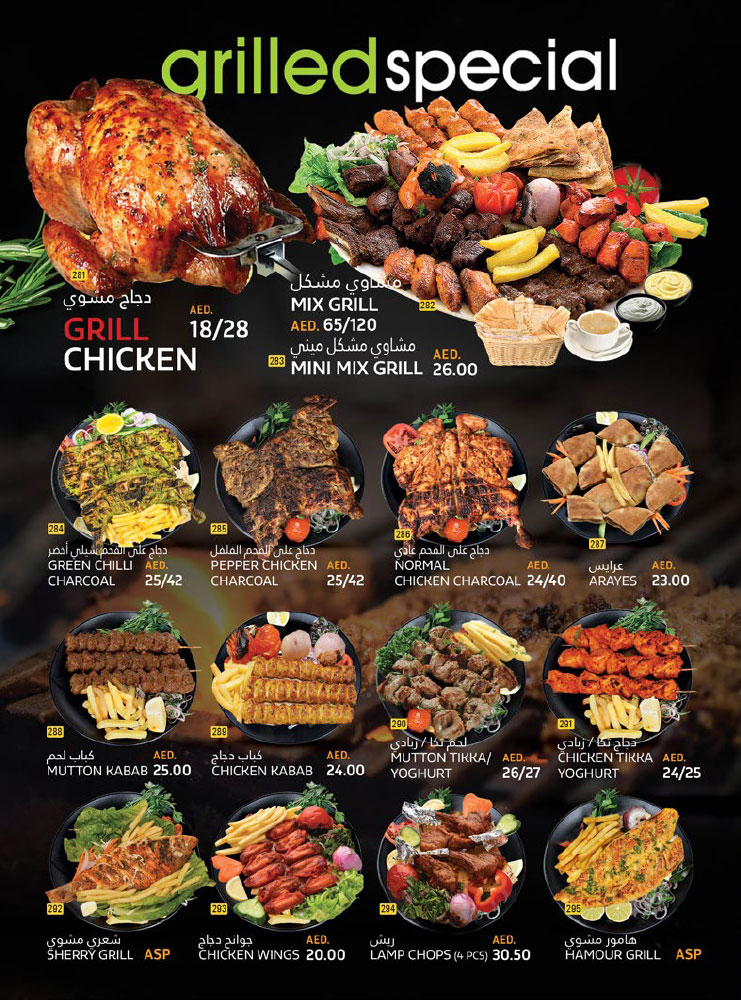 grilled special
281
دجاج مشوي
GRILL
CHICKEN
AED.
18/28
مشاوي مشكل
MIX GRILL
AED. 65/120
282
283
مشاوي مشكل ميني
MINI MIX GRILL
AED.
26.00
284
دجاج على الفحم شيلي أخضر
GREEN CHILLI
CHARCOAL
AED.
25/42
285
دجاج على الفحم الفلفل
PEPPER CHICKEN
CHARCOAL
AED.
25/42
286
دجاج على الفحم عادي
NORMAL
CHICKEN CHARCOAL
AED.
24/40
287
عرايس
ARAYES
AED.
23.00
288
كباب لحم
MUTTON KABAB
AED.
25.00
289
كباب دجاج
CHICKEN KABAB
AED.
24.00
290
لحم تكا / زبادي
MUTTON TIKKA/
YOGHURT
AED.
26/27
291
دجاج تكا / زبادي
CHICKEN TIKKA
YOGHURT
AED.
24/25
292
شعري مشوي
SHERRY GRILL
ASP
293
جوانح دجاج
CHICKEN WINGS
AED.
20.00
294
ريش
LAMP CHOPS (4 PCS)
AED.
30.50
295
هامور مشوي
HAMOUR GRILL
ASP